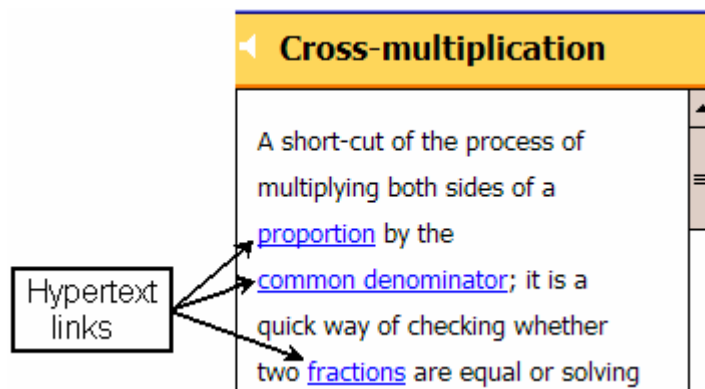 Cross-multiplication
A short-cut of the process of
multiplying both sides of a
proportion by the
common denominator; it is a
quick way of checking whether
two fractions are equal or solving
Hypertext
links